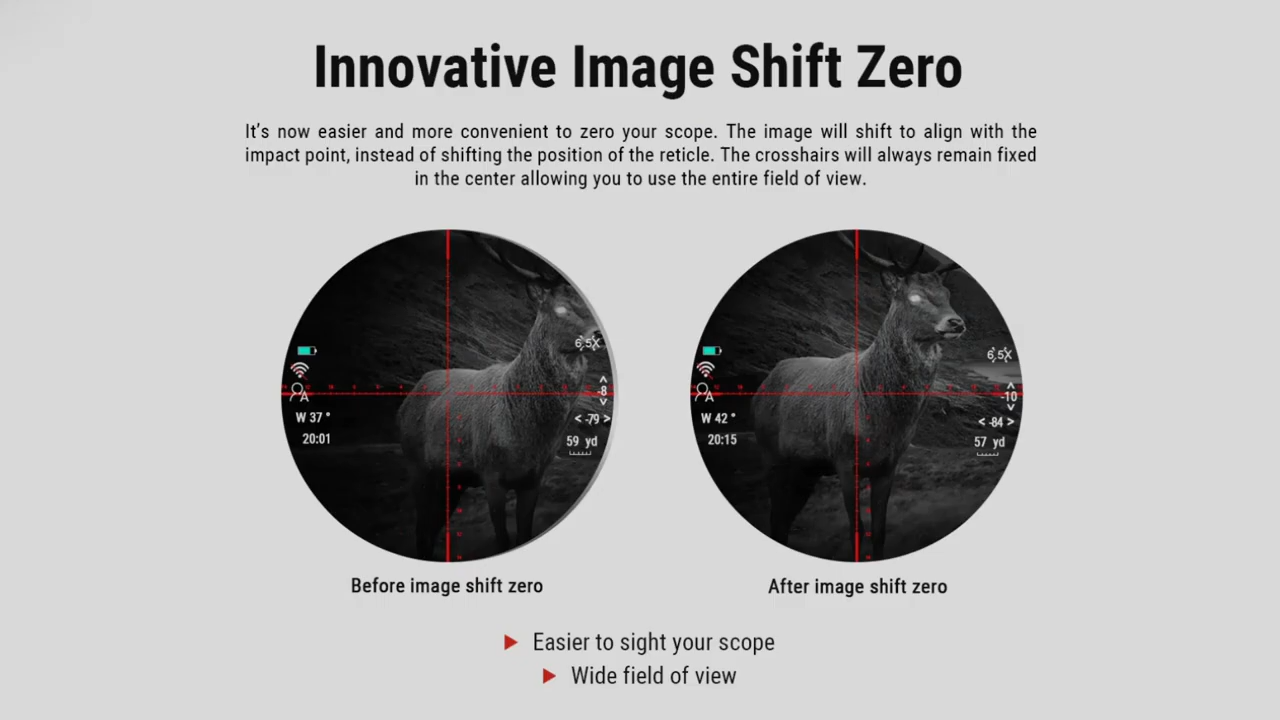 Innovative Image Shift Zero
It’s now easier and more convenient to zero your scope. The image will shift to align with the
impact point, instead of shifting the position of the reticle. The crosshairs will always remain fixed
in the center allowing you to use the entire field of view.
6,5X
-8
A
W 37 °
< -79 >
20:01
59 yd
6,5X
-10
A
W 42 °
< -84 >
20:15
57 yd
Before image shift zero
After image shift zero
Easier to sight your scope
Wide field of view